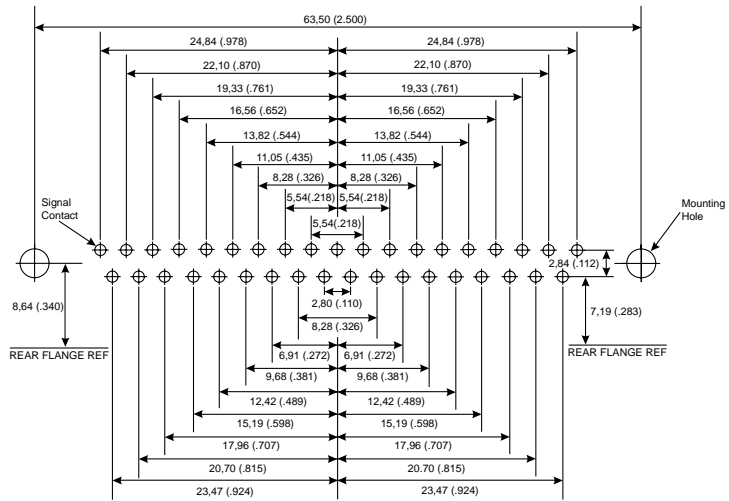 63,50 (2.500)
24,84 (.978) 24,84 (.978)
22,10 (.870) 22,10 (.870)
19,33 (.761) 19,33 (.761)
16,56 (.652) 16,56 (.652)
13,82 (.544) 13,82 (.544)
11,05 (.435) 11,05 (.435)
8,28 (.326) 8,28 (.326)
5,54(.218) 5,54(.218)
5,54(.218)
Signal
Contact
Mounting
Hole
2,84 (.112)
8,64 (.340)
7,19 (.283)
2,80 (.110)
8,28 (.326)
REAR FLANGE REF REAR FLANGE REF
6,91 (.272) 6,91 (.272)
9,68 (.381) 9,68 (.381)
12,42 (.489) 12,42 (.489)
15,19 (.598) 15,19 (.598)
17,96 (.707) 17,96 (.707)
20,70 (.815) 20,70 (.815)
23,47 (.924) 23,47 (.924)